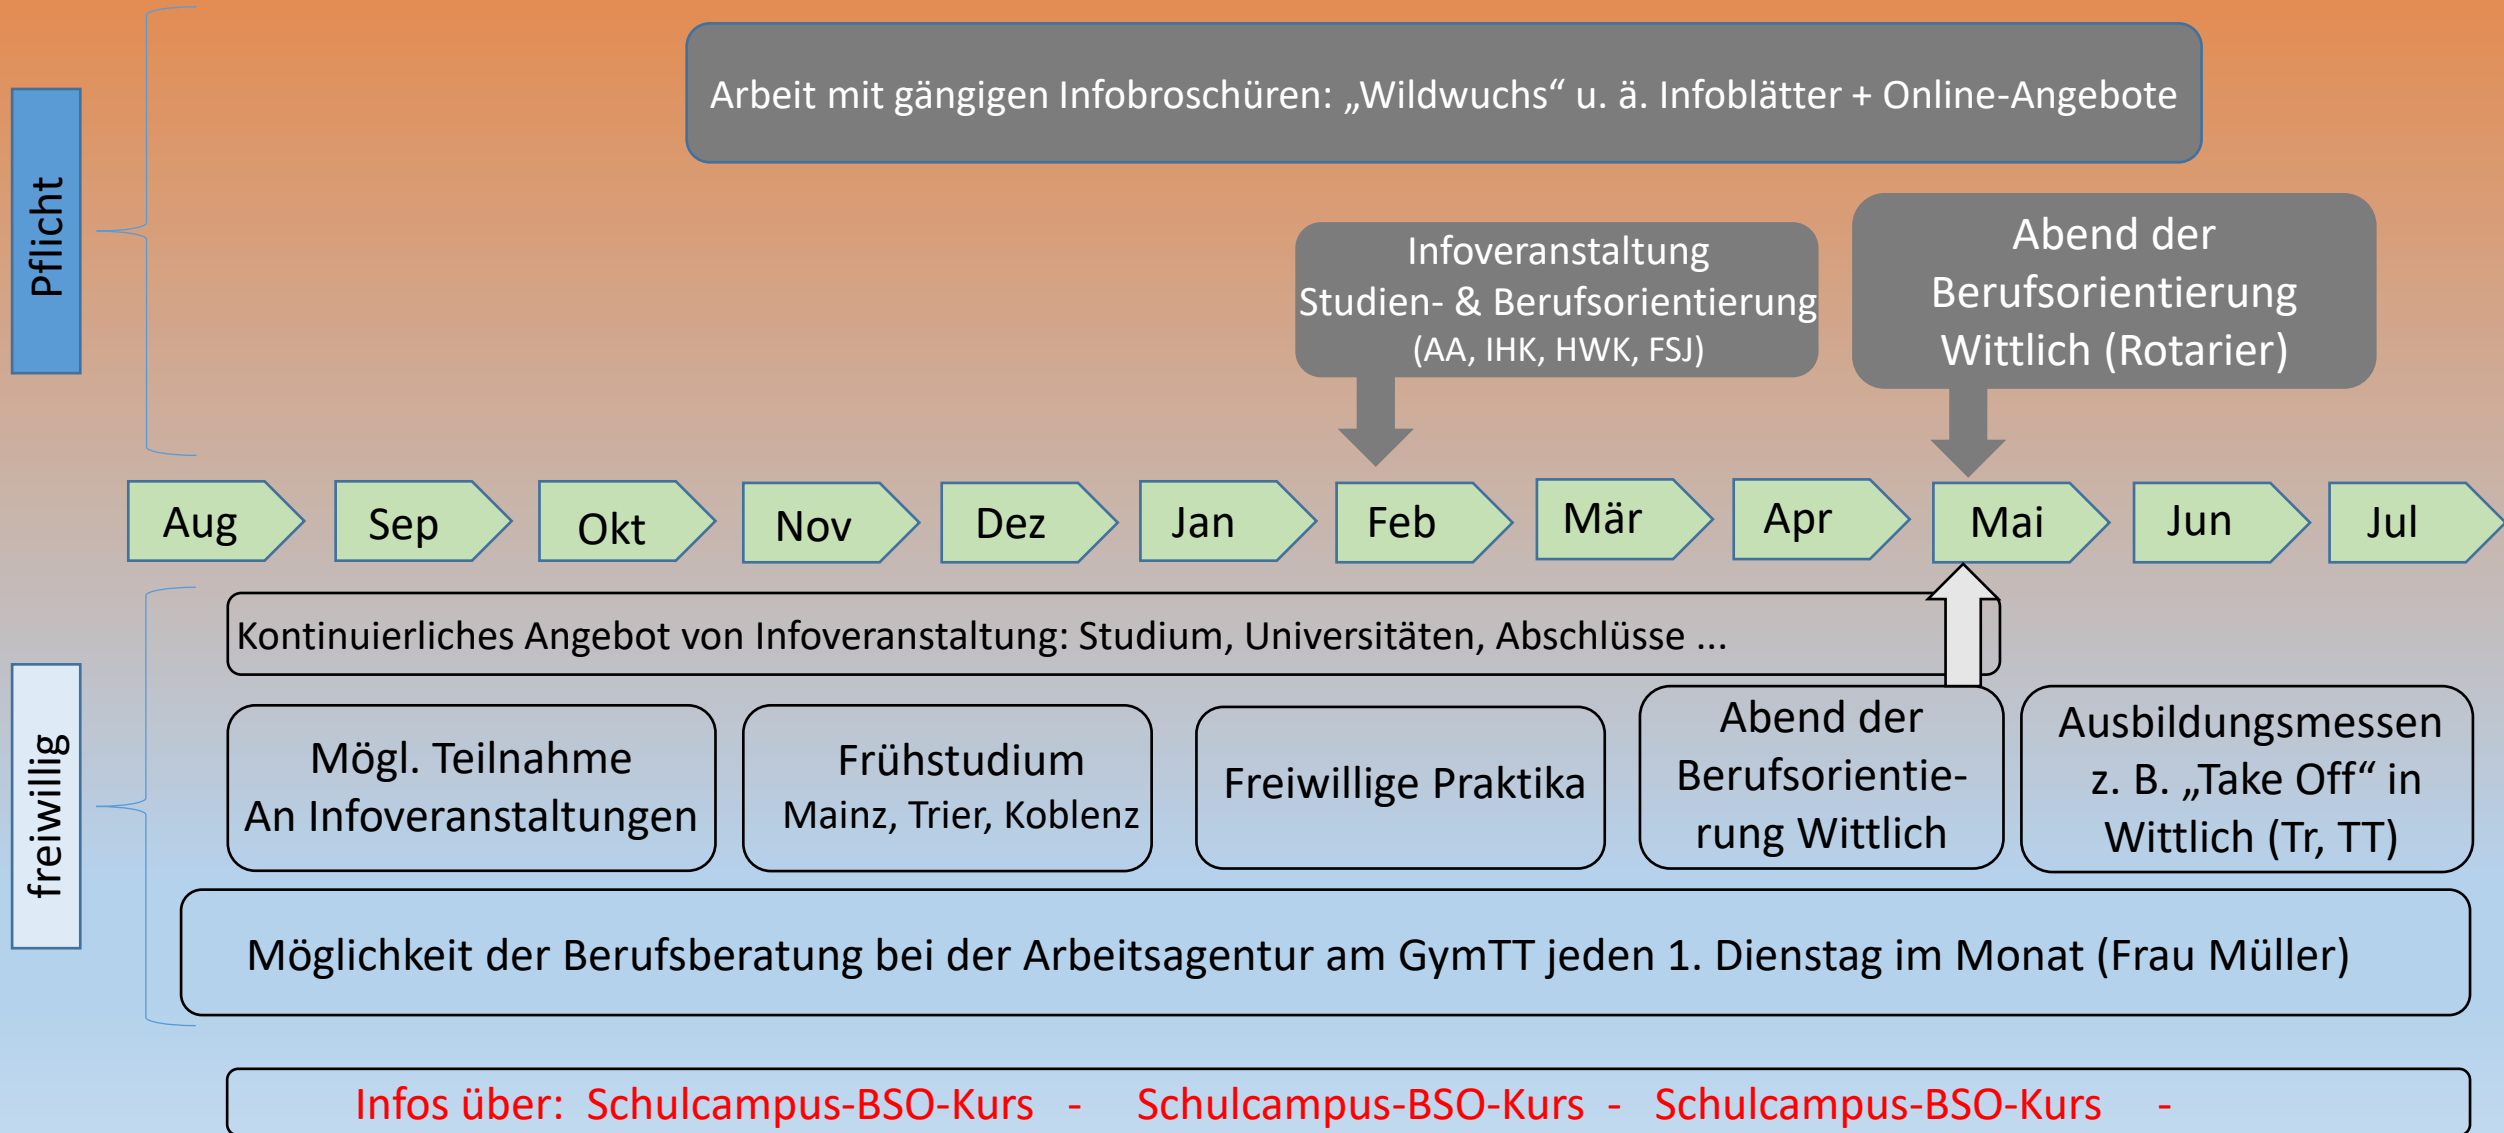 Pflicht
Arbeit mit gängigen Infobroschüren: „Wildwuchs“ u. ä. Infoblätter + Online-Angebote
Infoveranstaltung
Studien- & Berufsorientierung
(AA, IHK, HWK, FSJ)
Abend der
Berufsorientierung
Wittlich (Rotarier)
Aug
Sep
Okt
Nov
Dez
Jan
Feb
Mär
Apr
Mai
Jun
Jul
freiwillig
Kontinuierliches Angebot von Infoveranstaltung: Studium, Universitäten, Abschlüsse ...
Mögl. Teilnahme
An Infoveranstaltungen
Frühstudium
Mainz, Trier, Koblenz
Freiwillige Praktika
Abend der
Berufsorientie-
rung Wittlich
Ausbildungsmessen
z. B. „Take Off“ in
Wittlich (Tr, TT)
Möglichkeit der Berufsberatung bei der Arbeitsagentur am GymTT jeden 1. Dienstag im Monat (Frau Müller)
Infos über: Schulcampus-BSO-Kurs - Schulcampus-BSO-Kurs - Schulcampus-BSO-Kurs -